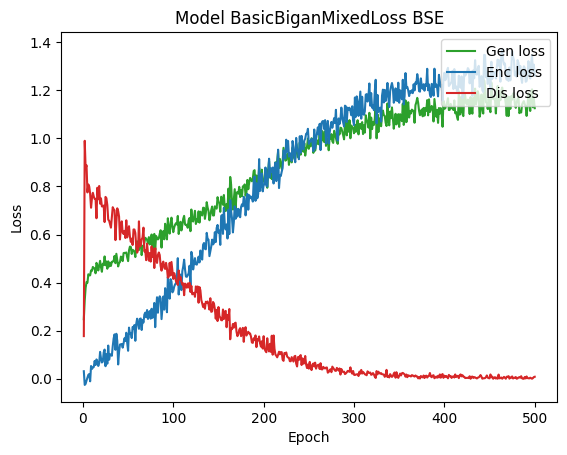 Model BasicBiganMixedLoss BSE
1.4
1.2
1.0
0.8
0.6
0.4
0.2
0.0
Loss
Gen loss
Enc loss
Dis loss
0 100 200 300 400 500
Epoch